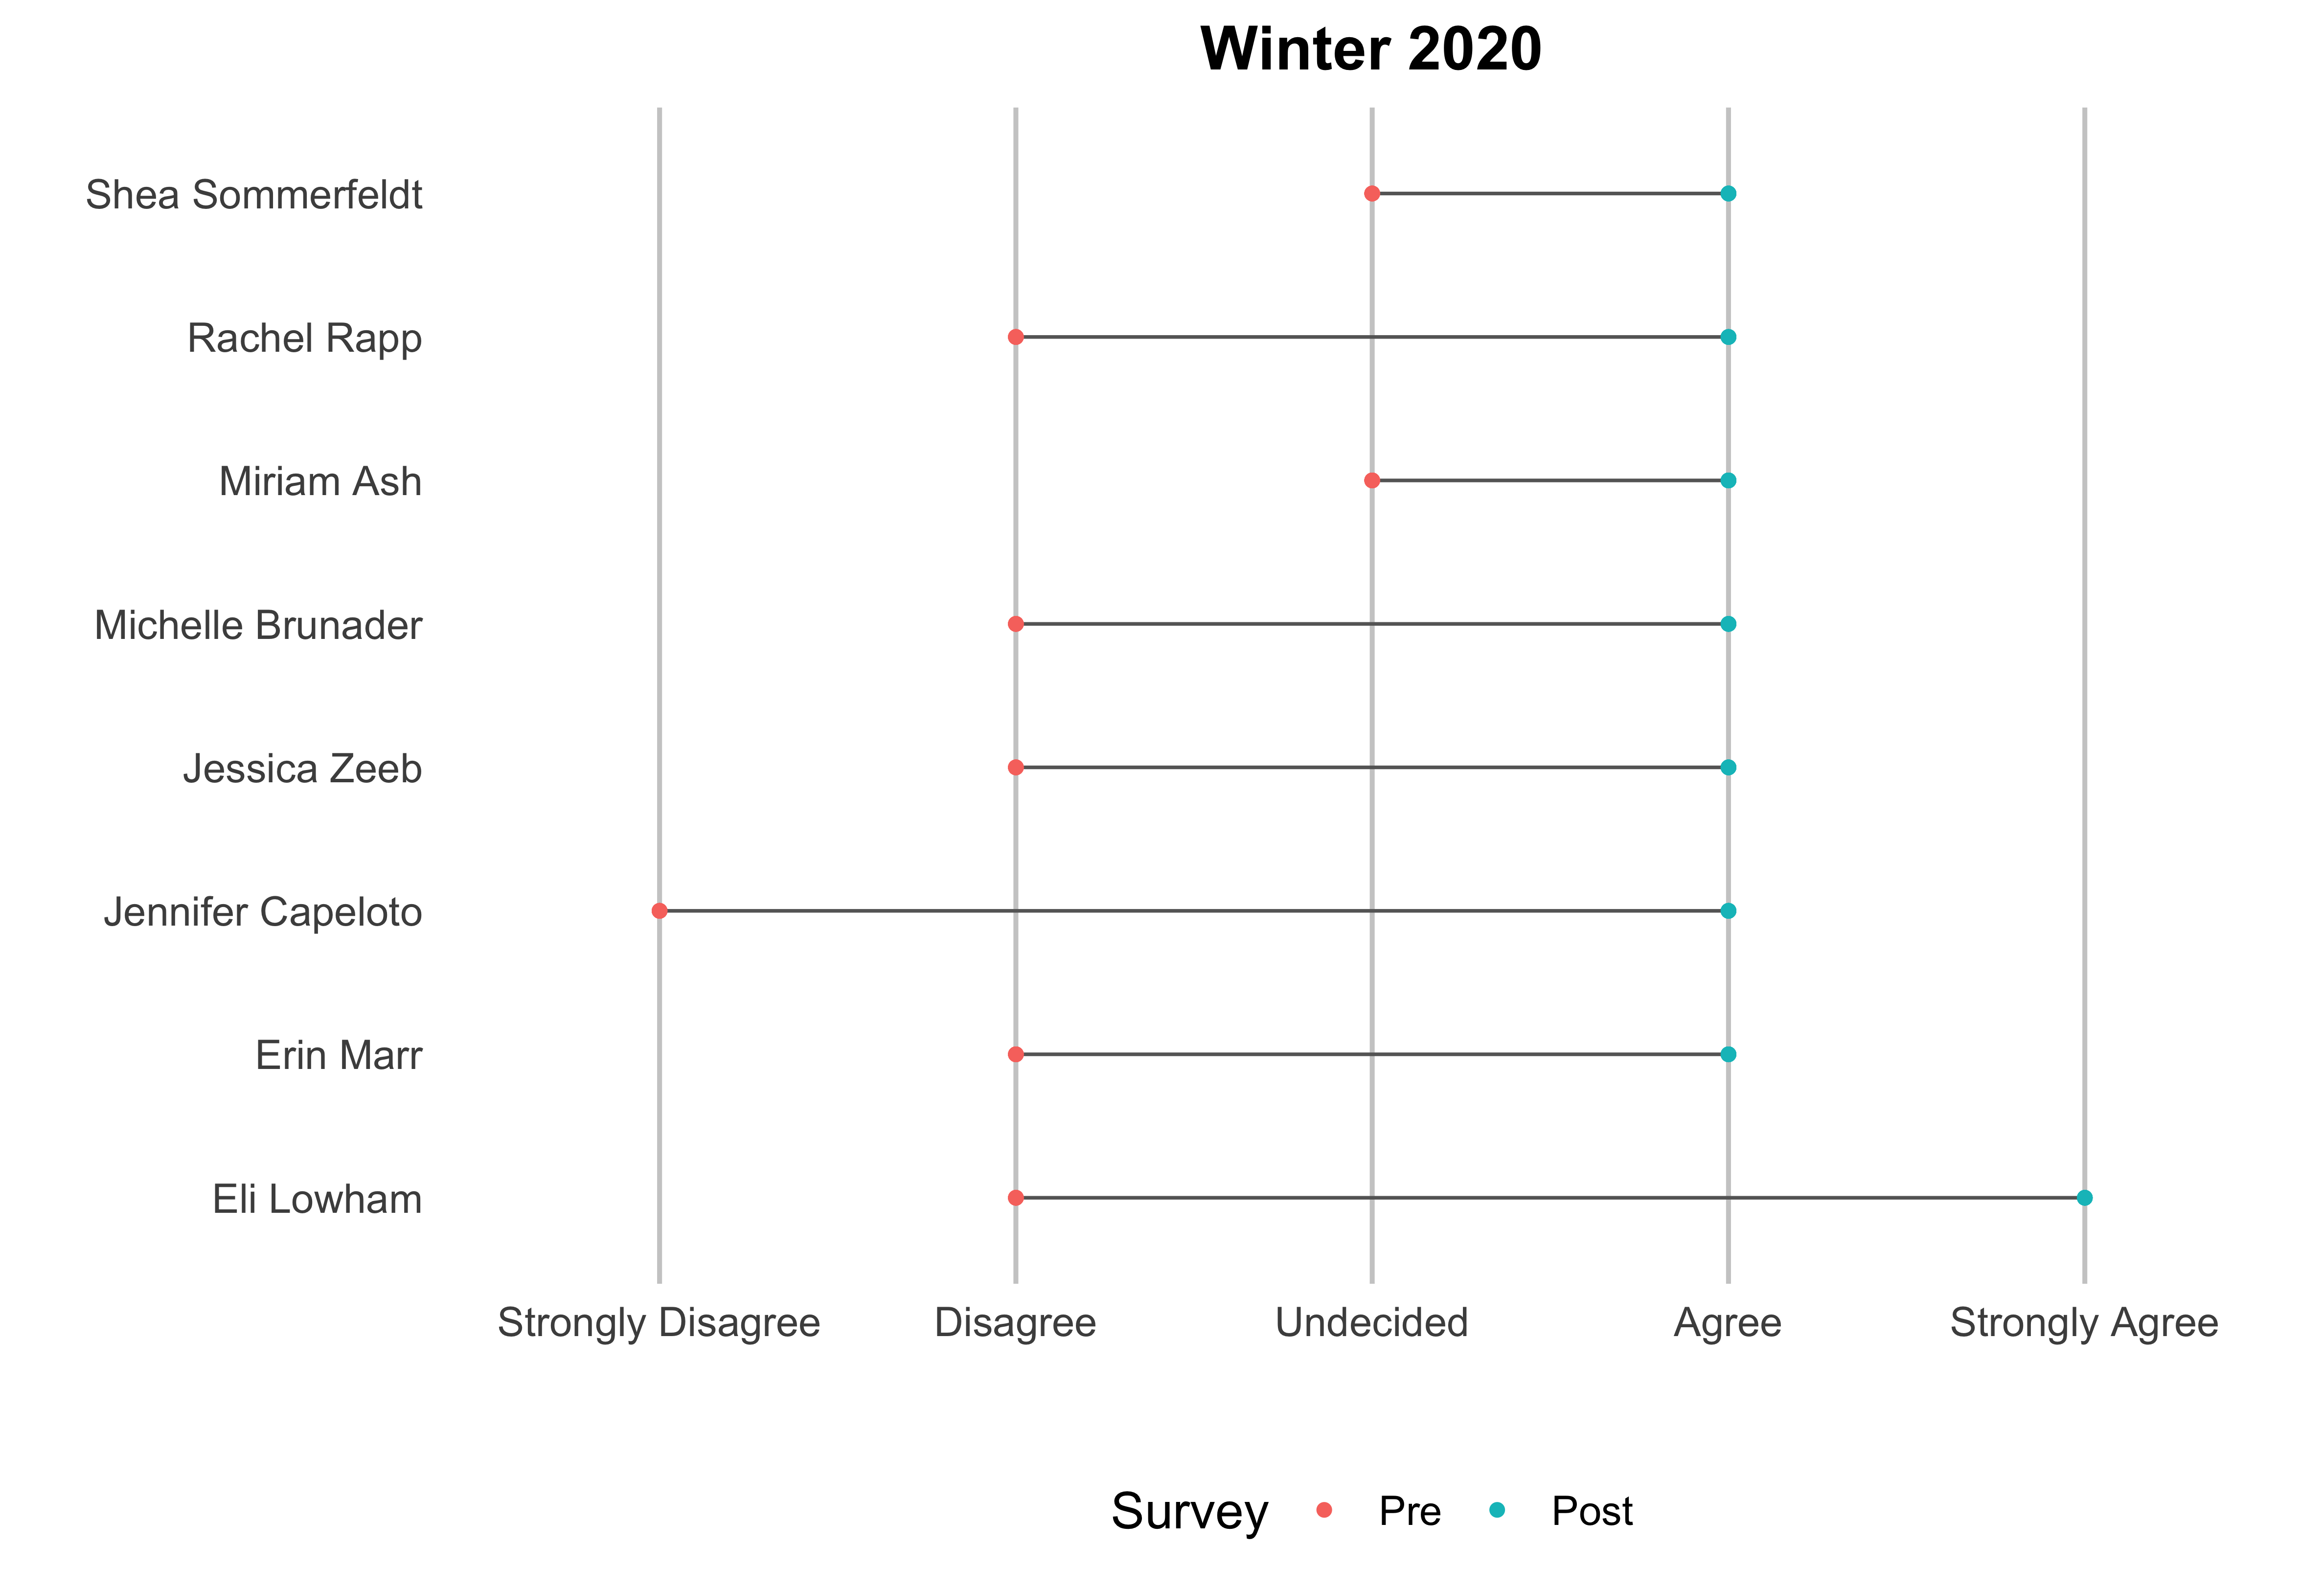 Winter 2020
Shea Sommerfeldt
Rachel Rapp
Miriam Ash
Michelle Brunader
Jessica Zeeb
Jennifer Capeloto
Erin Marr
Eli Lowham
Strongly Disagree Disagree Undecided Agree Strongly Agree
Survey Pre Post